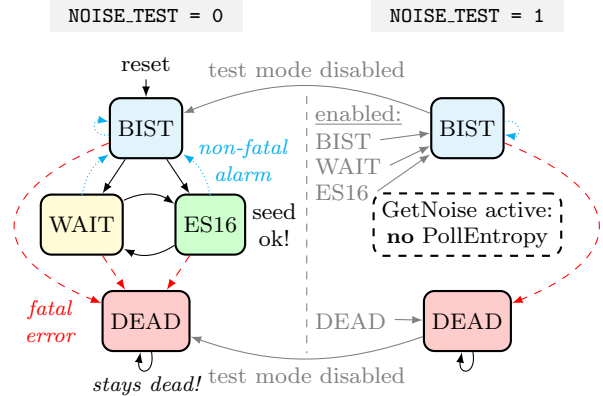 NOISE_TEST = 0
NOISE_TEST = 1
reset
test mode disabled
BIST
non-fatal
alarm
enabled:
BIST
WAIT
ES16
BIST
WAIT
ES16
seed
ok!
GetNoise active:
no PollEntropy
fatal
error
DEAD
DEAD
DEAD
stays dead!
test mode disabled